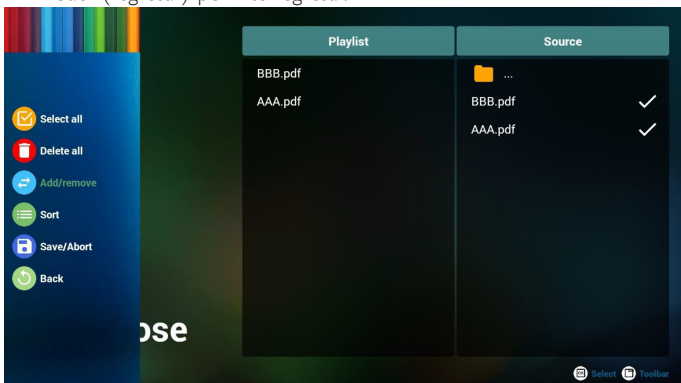 Playlist
Source
BBB.pdf
AAA.pdf
...
BBB.pdf
AAA.pdf
Select all
Delete all
Add/remove
Sort
Save/Abort
Back
ose
Select
Toolbar